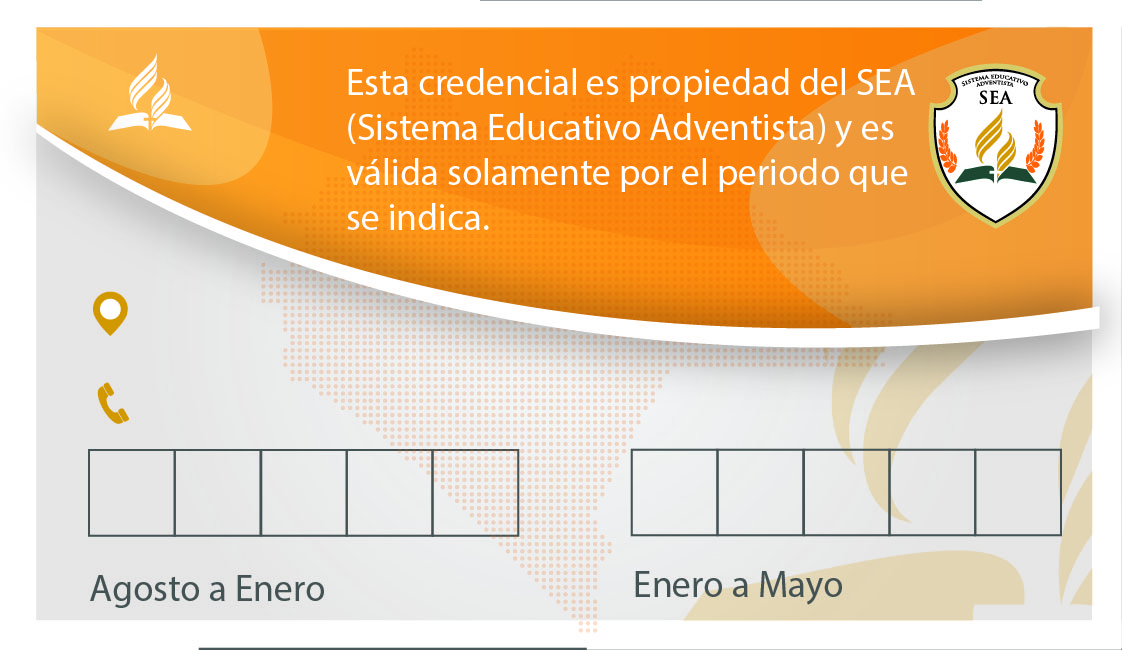 Esta credencial es propiedad del SEA
(Sistema Educativo Adventista) y es
válida solamente por el periodo que
se indica.
SISTEMA EDUCATIVO
ADVENTISTA
SEA
Agosto a Enero
Enero a Mayo